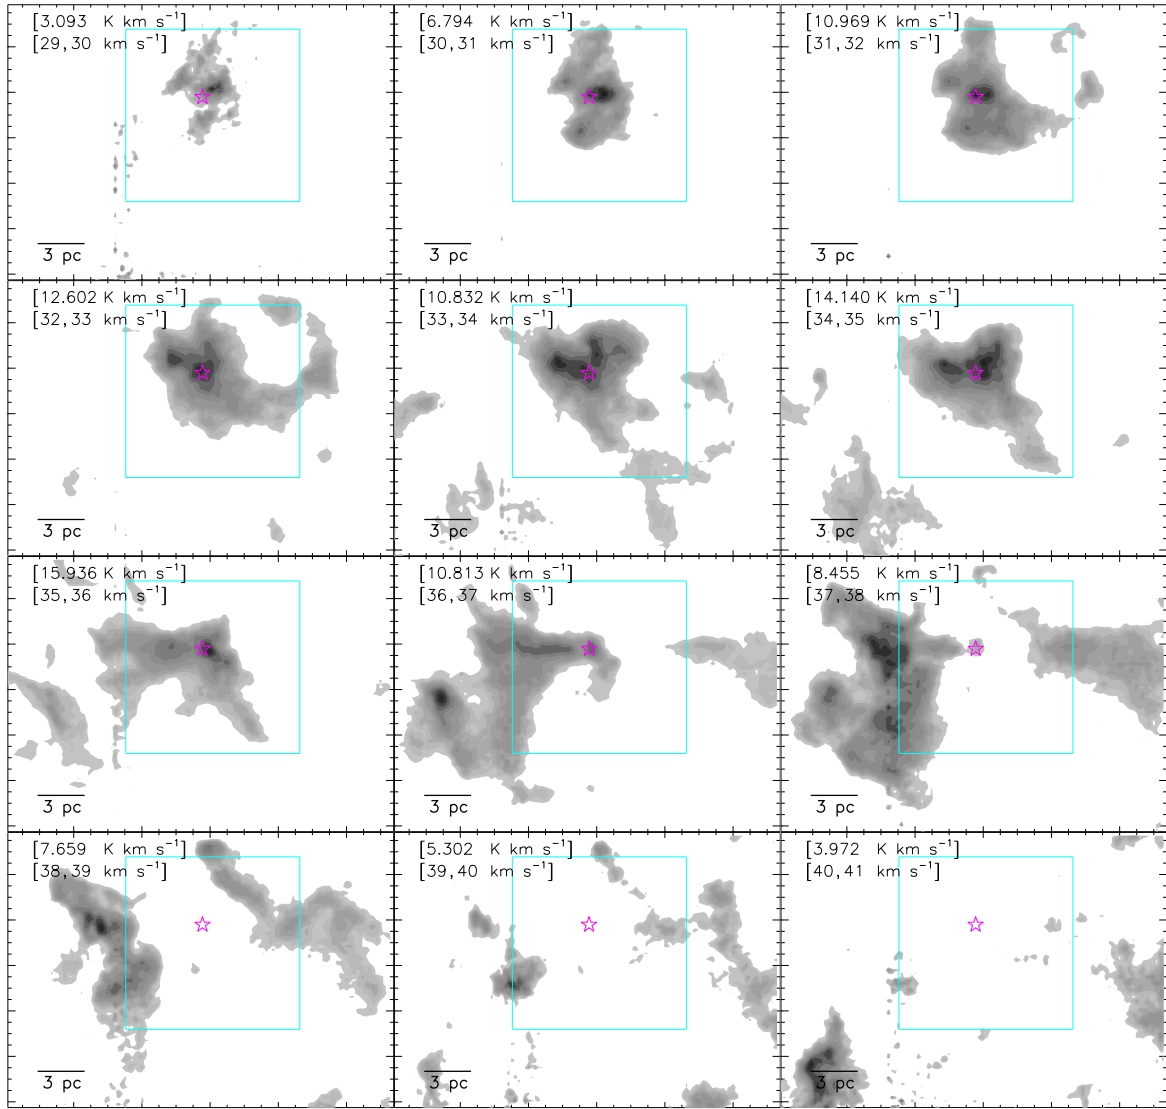 [3.093 K km s⁻¹]
[29,30 km s⁻¹]
3 pc
[6.794 K km s⁻¹]
[30,31 km s⁻¹]
3 pc
[10.969 K km s⁻¹]
[31,32 km s⁻¹]
3 pc
[12.602 K km s⁻¹]
[32,33 km s⁻¹]
3 pc
[10.832 K km s⁻¹]
[33,34 km s⁻¹]
3 pc
[14.140 K km s⁻¹]
[34,35 km s⁻¹]
3 pc
[15.936 K km s⁻¹]
[35,36 km s⁻¹]
3 pc
[10.813 K km s⁻¹]
[36,37 km s⁻¹]
3 pc
[8.455 K km s⁻¹]
[37,38 km s⁻¹]
3 pc
[7.659 K km s⁻¹]
[38,39 km s⁻¹]
3 pc
[5.302 K km s⁻¹]
[39,40 km s⁻¹]
3 pc
[3.972 K km s⁻¹]
[40,41 km s⁻¹]
3 pc